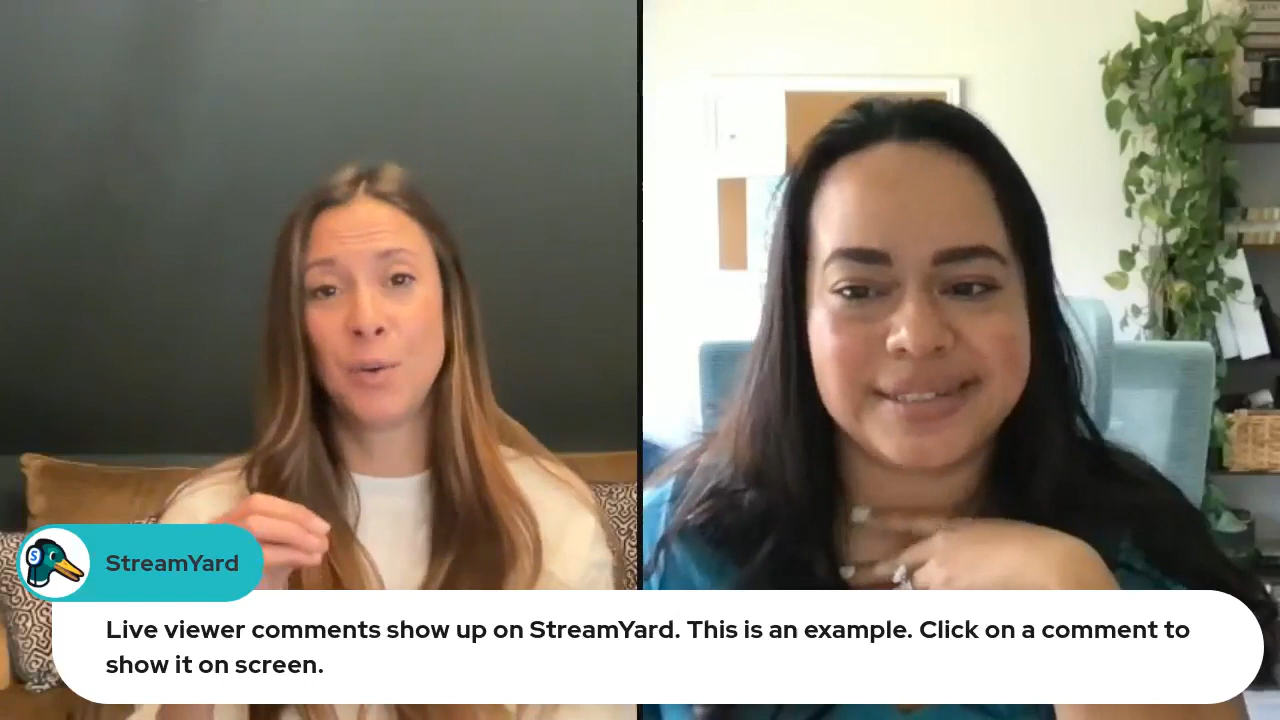 StreamYard
Live viewer comments show up on StreamYard. This is an example. Click on a comment to
show it on screen.